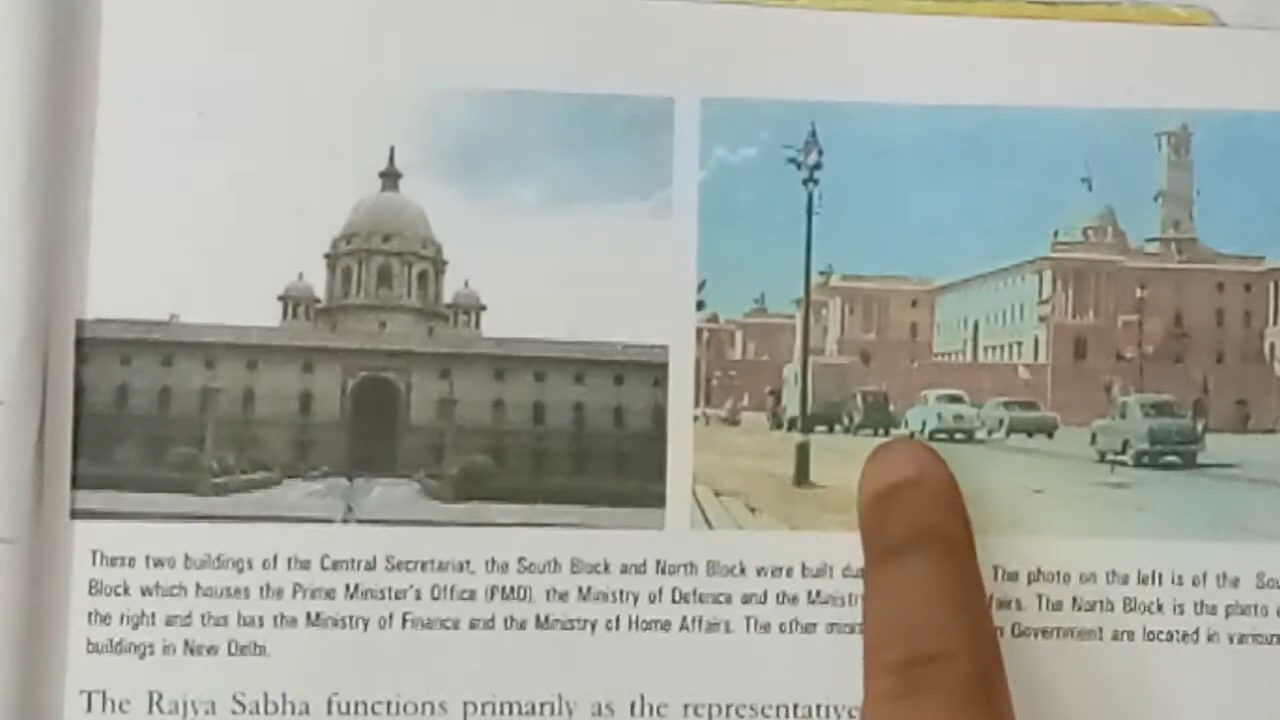 These two buildings of the Central Secretariat, the South Block and North Block were built du The photo on the left is of the Sou
Block which houses the Prime Minister's Office (PMO), the Ministry of Defence and the Ministr fairs. The North Block is the photo o
the right and this has the Ministry of Finance and the Ministry of Home Affairs. The other Government are located in various
buildings in New Delhi.
The Rajya Sabha functions primarily as the representative